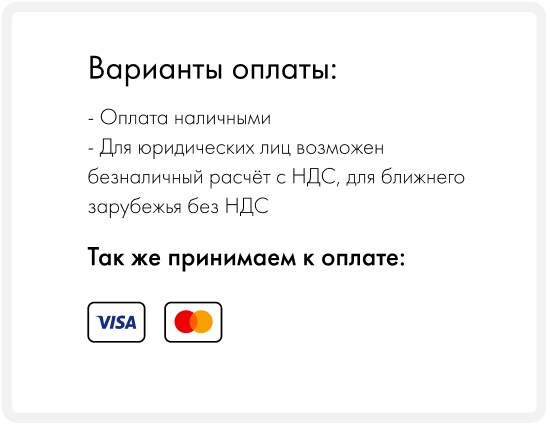 Варианты оплаты:
- Оплата наличными
- Для юридических лиц возможен
безналичный расчёт с НДС, для ближнего
зарубежья без НДС
Так же принимаем к оплате:
VISA